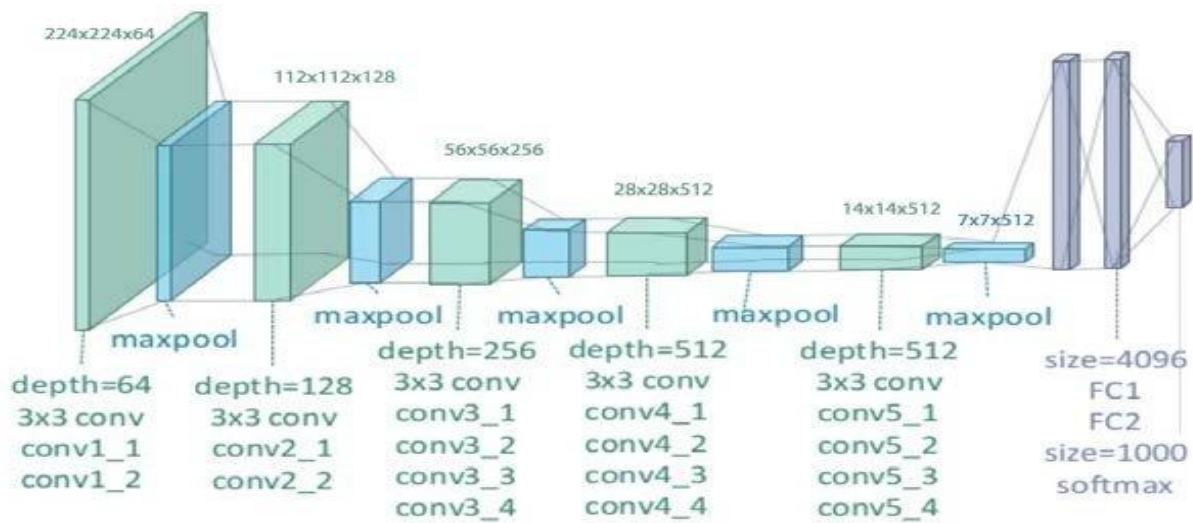 224x224x64
112x112x128
56x56x256
28x28x512
14x14x512
7x7x512
maxpool
maxpool
maxpool
maxpool
maxpool
depth=64
3x3 conv
conv1_1
conv1_2
depth=128
3x3 conv
conv2_1
conv2_2
depth=256
3x3 conv
conv3_1
conv3_2
conv3_3
conv3_4
depth=512
3x3 conv
conv4_1
conv4_2
conv4_3
conv4_4
depth=512
3x3 conv
conv5_1
conv5_2
conv5_3
conv5_4
size=4096
FC1
FC2
size=1000
softmax